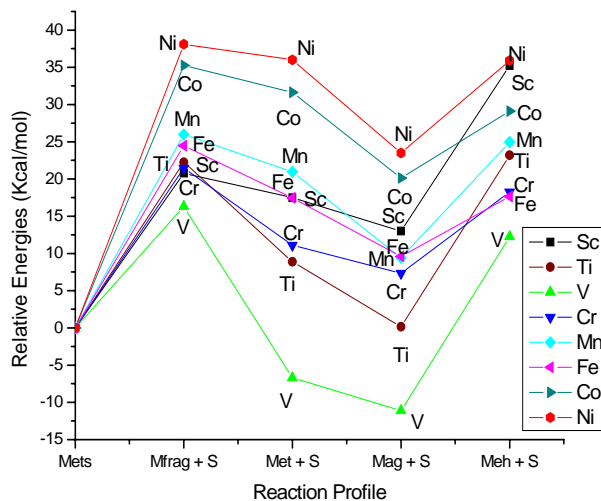 40
35
30
25
20
15
10
5
0
-5
-10
-15
Relative Energies (Kcal/mol)
Ni
Co
Mn
Fe
Ti
Sc
Cr
V
Ni
Co
Mn
Fe
Sc
Cr
Ti
V
Ni
Co
Sc
Fe
Mn
Cr
Ti
V
Ni
Sc
Co
Mn
Ti
Cr
Fe
V
Sc
Ti
V
Cr
Mn
Fe
Co
Ni
Mets Mfrag + S Met + S Mag + S Meh + S
Reaction Profile